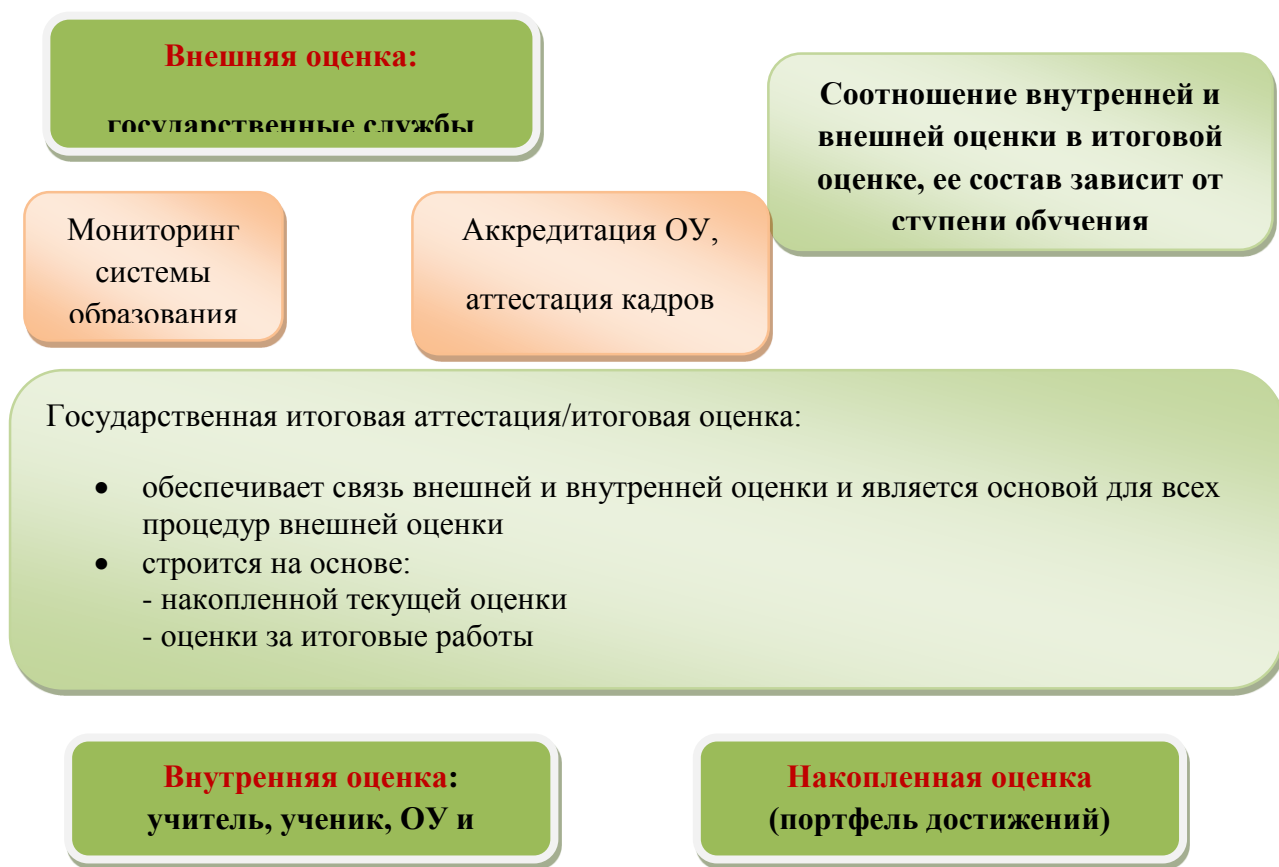 Внешняя оценка:
государственные службы
Соотношение внутренней и
внешней оценки в итоговой
оценке, ее состав зависит от
ступени обучения
Мониторинг
системы
образования
Аккредитация ОУ,
аттестация кадров
Государственная итоговая аттестация/итоговая оценка:
• обеспечивает связь внешней и внутренней оценки и является основой для всех
процедур внешней оценки
• строится на основе:
- накопленной текущей оценки
- оценки за итоговые работы
Внутренняя оценка:
учитель, ученик, ОУ и
Накопленная оценка
(портфель достижений)